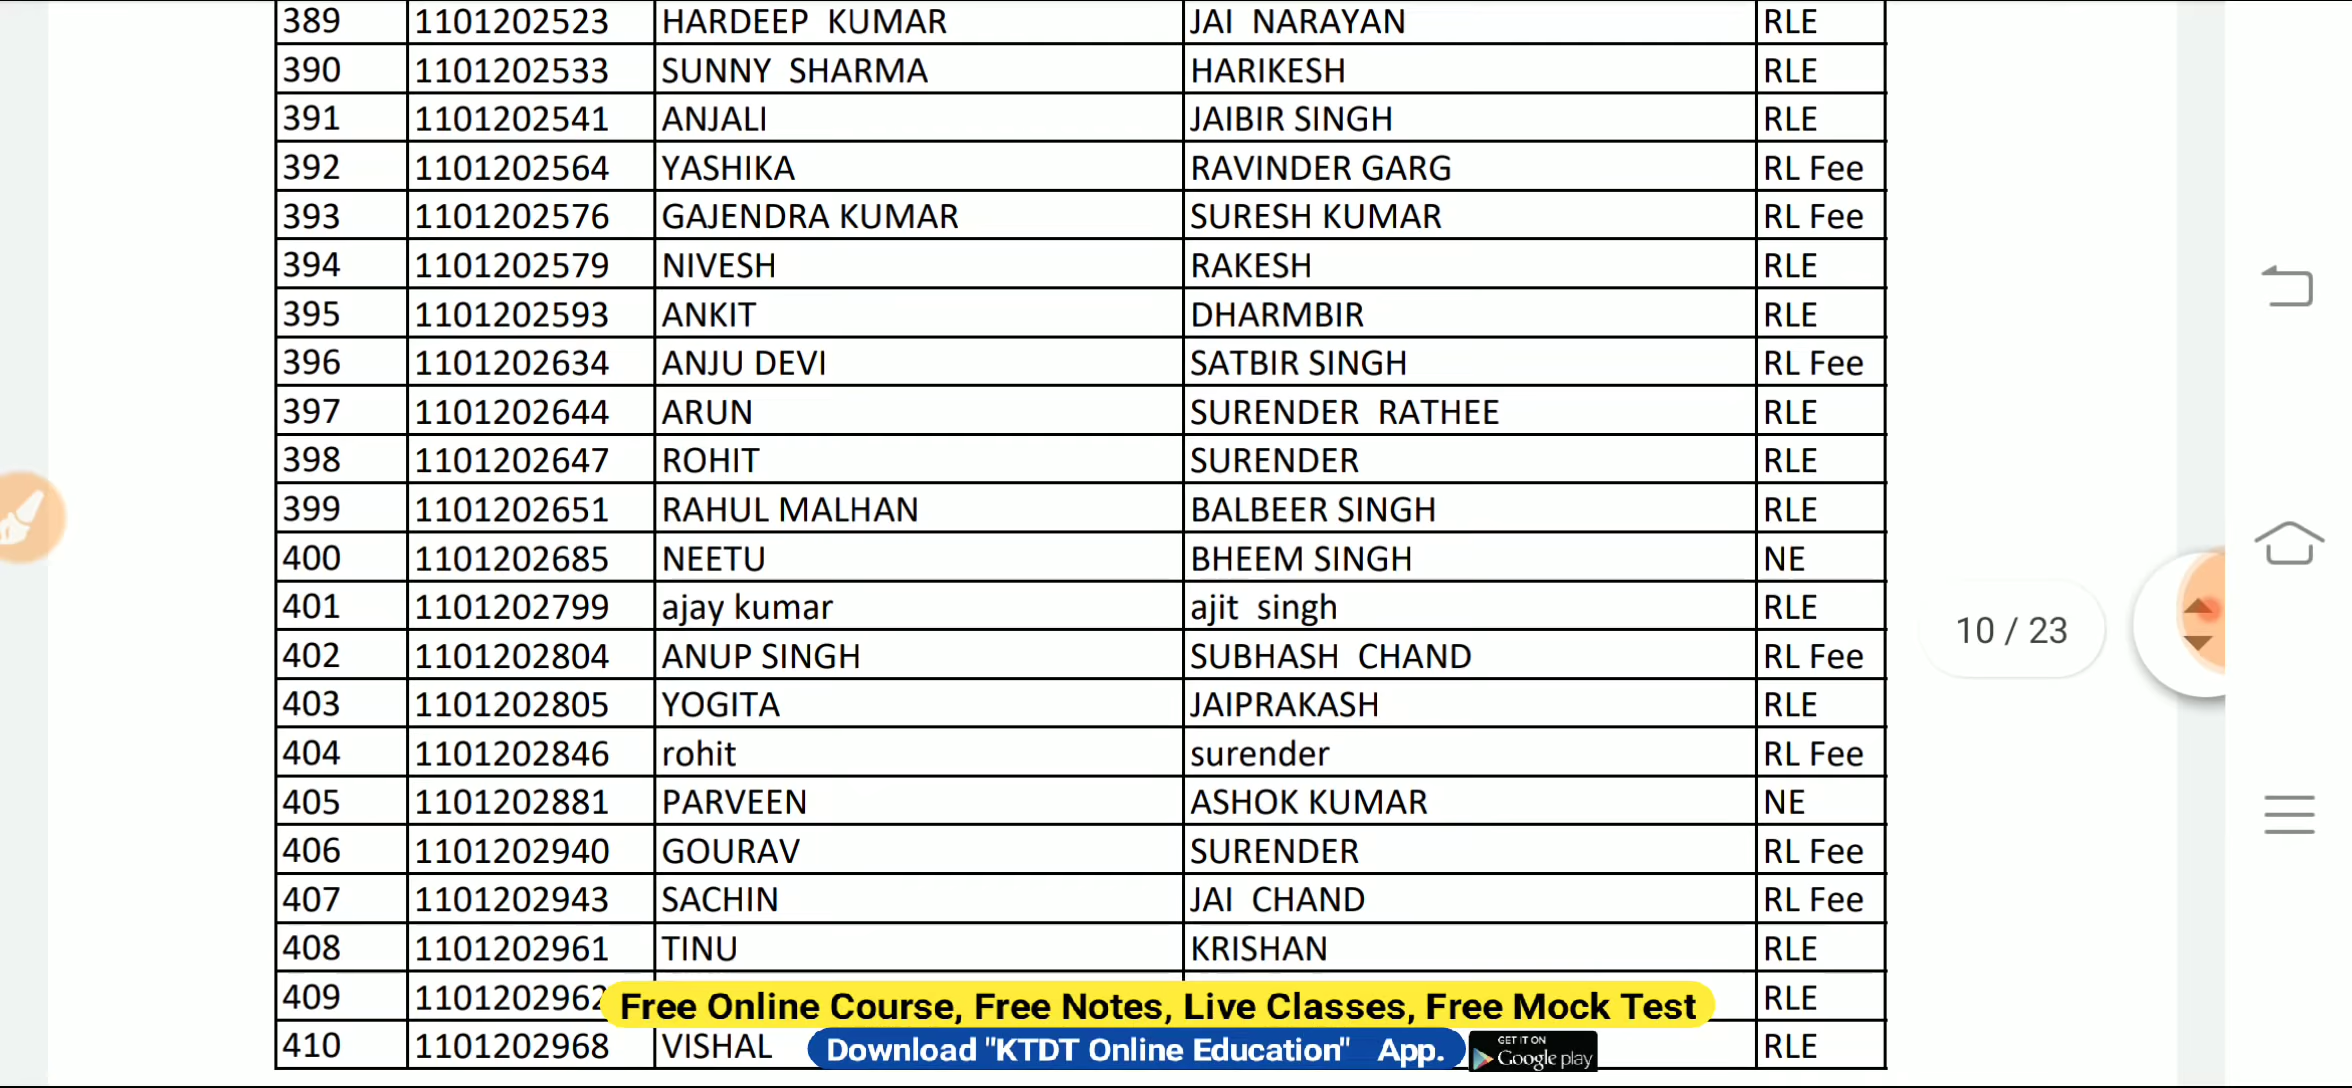 389 1101202523 HARDEEP KUMAR JAI NARAYAN RLE
390 1101202533 SUNNY SHARMA HARIKESH RLE
391 1101202541 ANJALI JAIBIR SINGH RLE
392 1101202564 YASHIKA RAVINDER GARG RL Fee
393 1101202576 GAJENDRA KUMAR SURESH KUMAR RL Fee
394 1101202579 NIVESH RAKESH RLE
395 1101202593 ANKIT DHARMBIR RLE
396 1101202634 ANJU DEVI SATBIR SINGH RL Fee
397 1101202644 ARUN SURENDER RATHEE RLE
398 1101202647 ROHIT SURENDER RLE
399 1101202651 RAHUL MALHAN BALBEER SINGH RLE
400 1101202685 NEETU BHEEM SINGH NE
401 1101202799 ajay kumar ajit singh RLE
402 1101202804 ANUP SINGH SUBHASH CHAND RL Fee
403 1101202805 YOGITA JAIPRAKASH RLE
404 1101202846 rohit surender RL Fee
405 1101202881 PARVEEN ASHOK KUMAR NE
406 1101202940 GOURAV SURENDER RL Fee
407 1101202943 SACHIN JAI CHAND RL Fee
408 1101202961 TINU KRISHAN RLE
409 1101202962 RLE
410 1101202968 VISHAL RLE
10 / 23
Free Online Course, Free Notes, Live Classes, Free Mock Test
Download "KTDT Online Education" App.
GET IT ON
Google play